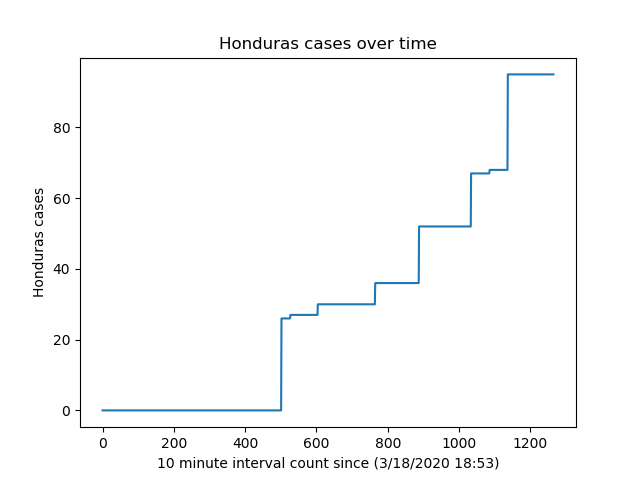 Honduras cases over time
Honduras cases
80
60
40
20
0
0 200 400 600 800 1000 1200
10 minute interval count since (3/18/2020 18:53)